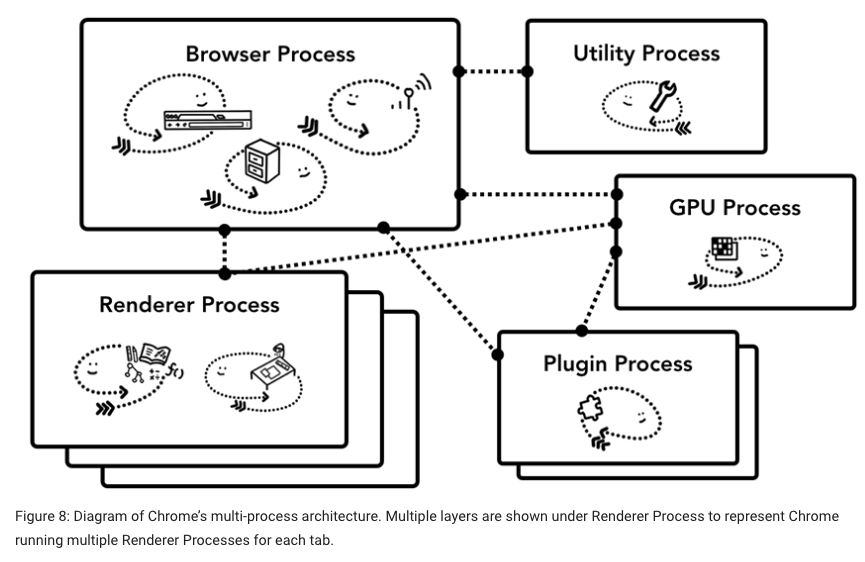 Browser Process
Utility Process
GPU Process
Renderer Process
f()
Plugin Process
Figure 8: Diagram of Chrome’s multi-process architecture. Multiple layers are shown under Renderer Process to represent Chrome
running multiple Renderer Processes for each tab.